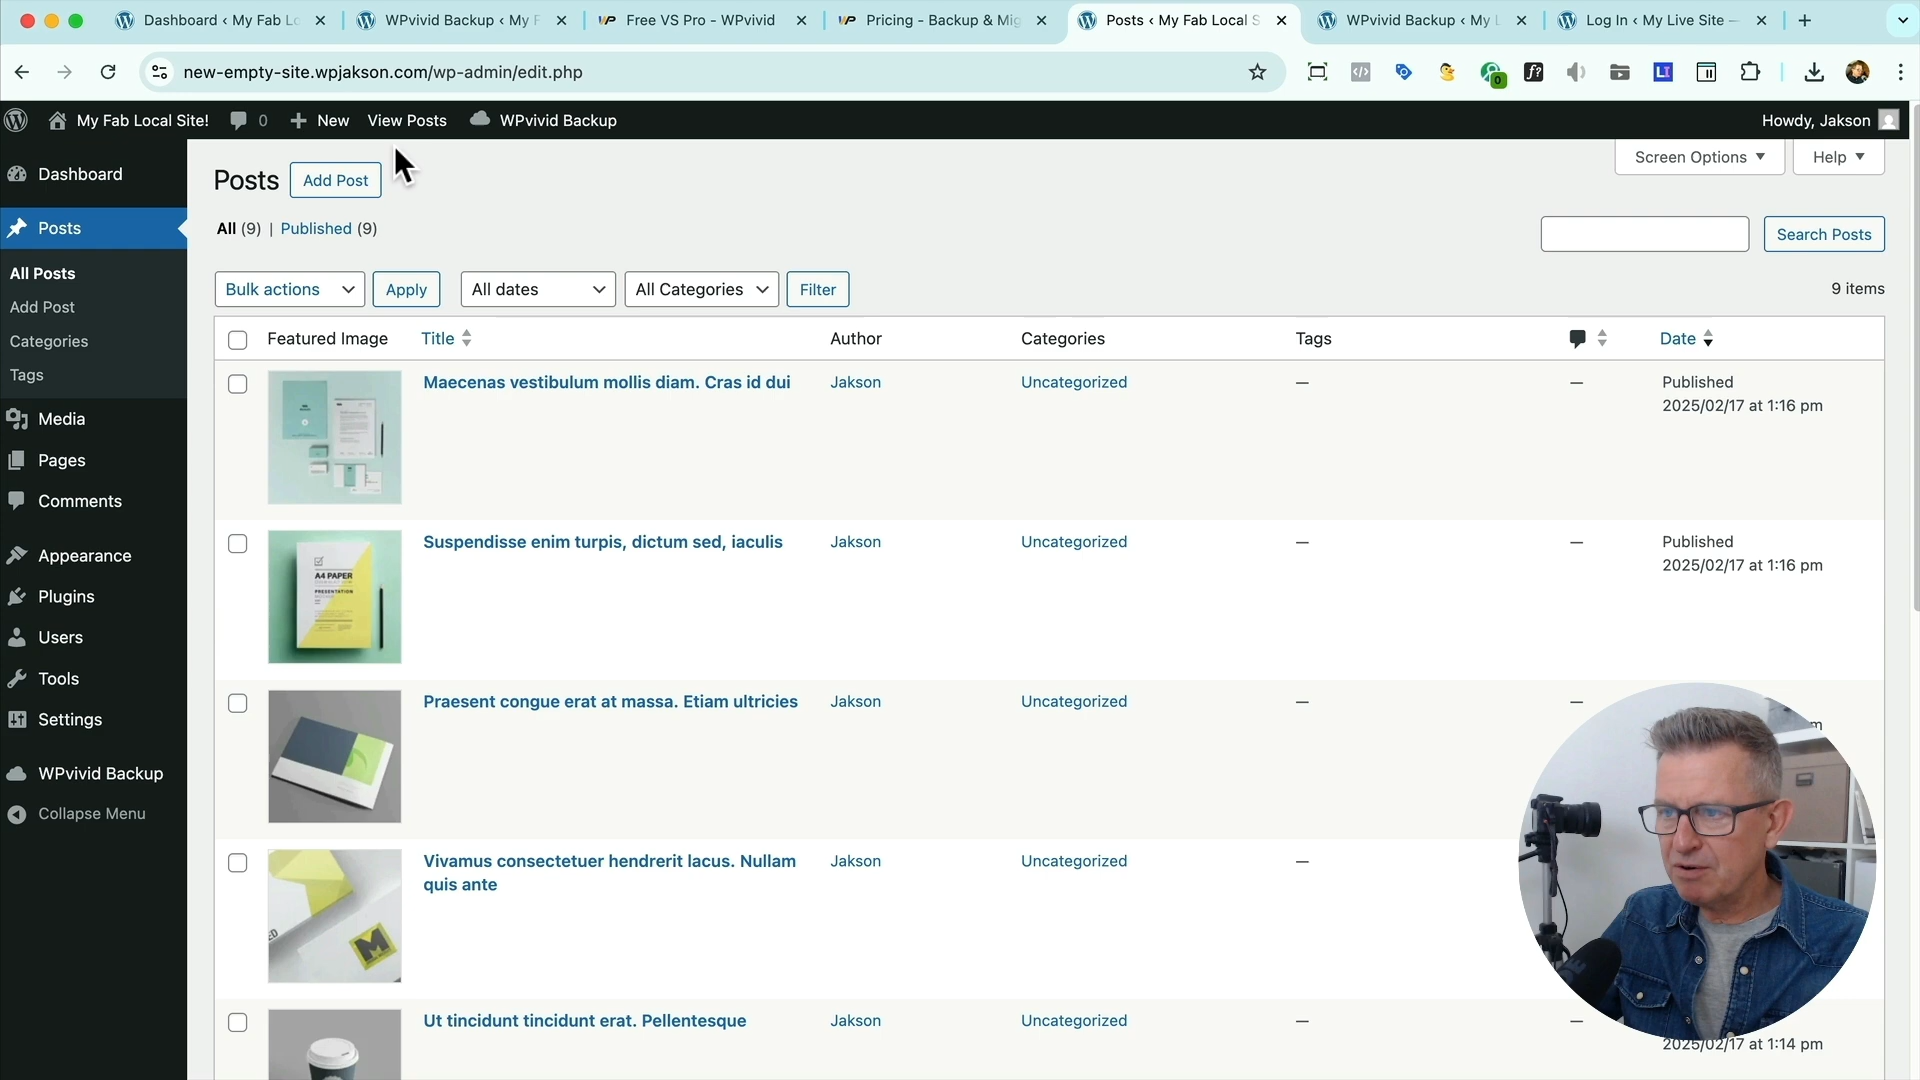 Dashboard ‹ My Fab Lo
WPvivid Backup ‹ My F
Free VS Pro - WPvivid
Pricing - Backup & Mig
Posts ‹ My Fab Local S
WPvivid Backup ‹ My L
Log In ‹ My Live Site —
new-empty-site.wpjakson.com/wp-admin/edit.php
0
My Fab Local Site!
0
New
View Posts
WPvivid Backup
Howdy, Jakson
Dashboard
Posts
All Posts
Add Post
Categories
Tags
Media
Pages
Comments
Appearance
Plugins
Users
Tools
Settings
WPvivid Backup
Collapse Menu
Posts
Add Post
Screen Options
Help
All (9) | Published (9)
Search Posts
Bulk actions
Apply
All dates
All Categories
Filter
9 items
Featured Image
Title
Author
Categories
Tags
Date
Maecenas vestibulum mollis diam. Cras id dui
Jakson
Uncategorized
—
—
Published
2025/02/17 at 1:16 pm
A4 PAPER
PRESENTATION
Suspendisse enim turpis, dictum sed, iaculis
Jakson
Uncategorized
—
—
Published
2025/02/17 at 1:16 pm
Praesent congue erat at massa. Etiam ultricies
Jakson
Uncategorized
—
—
Vivamus consectetuer hendrerit lacus. Nullam
quis ante
Jakson
Uncategorized
—
Ut tincidunt tincidunt erat. Pellentesque
Jakson
Uncategorized
—
—
2025/02/17 at 1:14 pm